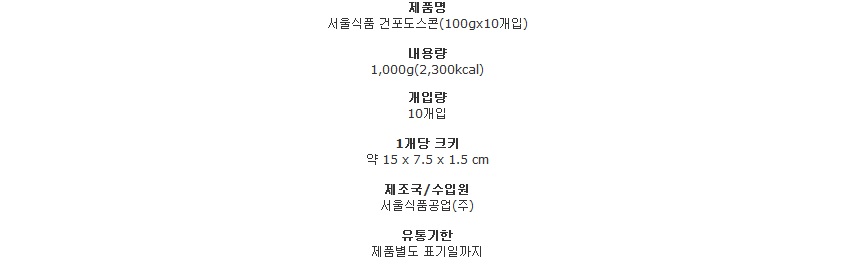 제품명
서울식품 건포도스콘(100gx10개입)
내용량
1,000g(2,300kcal)
개입량
10개입
1개당 크키
약 15 x 7.5 x 1.5 cm
제조국/수입원
서울식품공업(주)
유통기한
제품별도 표기일까지